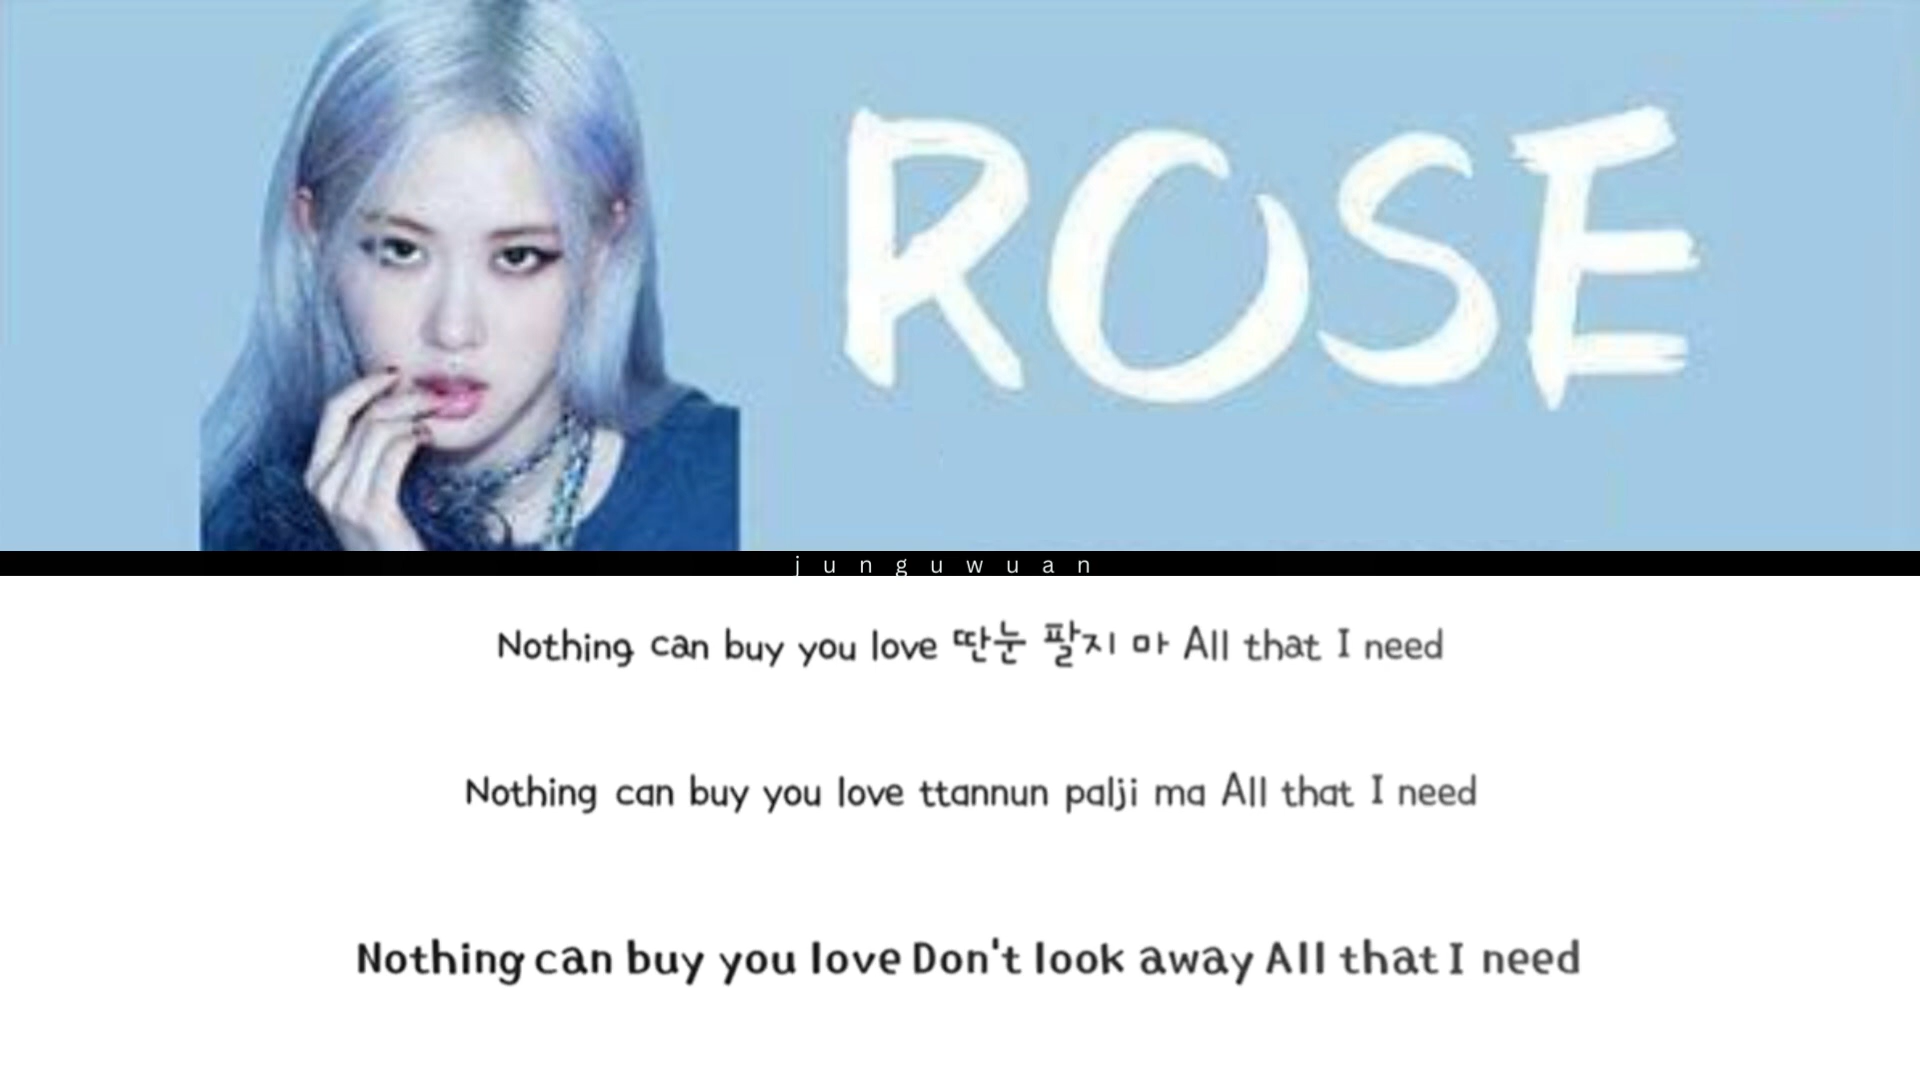 ROSE
junguwuan
Nothing can buy you love 딴눈 팔지 마 All that I need
Nothing can buy you love ttannun palji ma All that I need
Nothing can buy you love Don't look away All that I need